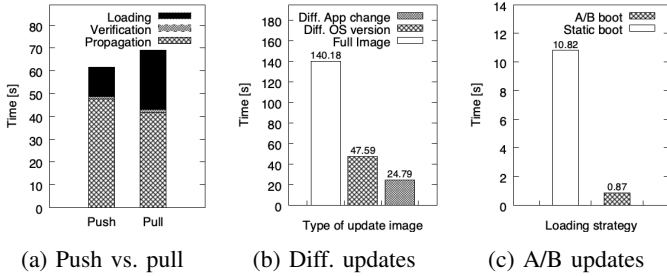 Loading
Verification
Propagation
Time [s]
80
70
60
50
40
30
20
10
0
Push Pull
(a) Push vs. pull
Diff. App change
Diff. OS version
Full Image
Time [s]
180
160
140
120
100
80
60
40
20
0
140.18
47.59
24.79
Type of update image
(b) Diff. updates
A/B boot
Static boot
Time [s]
14
12
10
8
6
4
2
0
10.82
0.87
Loading strategy
(c) A/B updates